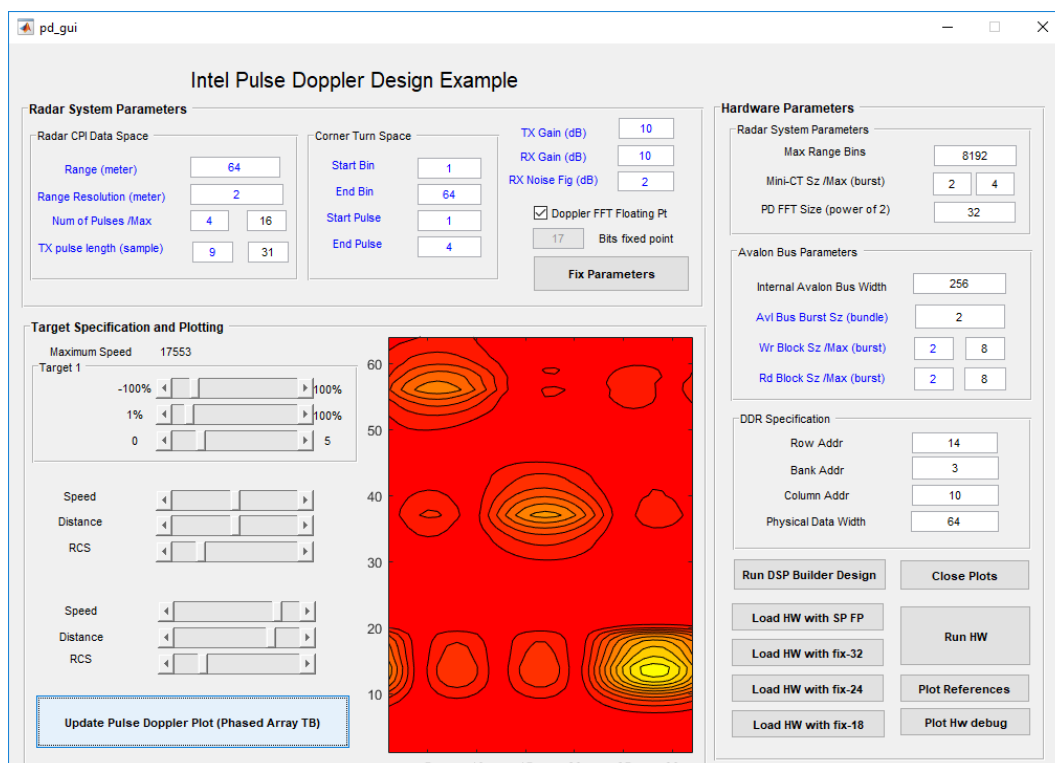 pd_gui
Intel Pulse Doppler Design Example
Radar System Parameters
Radar CPI Data Space
Range (meter) 64
Range Resolution (meter) 2
Num of Pulses /Max 4 16
TX pulse length (sample) 9 31
Corner Turn Space
Start Bin 1
End Bin 64
Start Pulse 1
End Pulse 4
TX Gain (dB) 10
RX Gain (dB) 10
RX Noise Fig (dB) 2
Doppler FFT Floating Pt
17 Bits fixed point
Fix Parameters
Target Specification and Plotting
Maximum Speed 17553
Target 1
-100% 100%
1% 100%
0 5
Speed
Distance
RCS
Speed
Distance
RCS
Update Pulse Doppler Plot (Phased Array TB)
60
50
40
30
20
10
Hardware Parameters
Radar System Parameters
Max Range Bins 8192
Mini-CT Sz /Max (burst) 2 4
PD FFT Size (power of 2) 32
Avalon Bus Parameters
Internal Avalon Bus Width 256
Avl Bus Burst Sz (bundle) 2
Wr Block Sz /Max (burst) 2 8
Rd Block Sz /Max (burst) 2 8
DDR Specification
Row Addr 14
Bank Addr 3
Column Addr 10
Physical Data Width 64
Run DSP Builder Design
Close Plots
Load HW with SP FP
Run HW
Load HW with fix-32
Load HW with fix-24
Plot References
Load HW with fix-18
Plot Hw debug